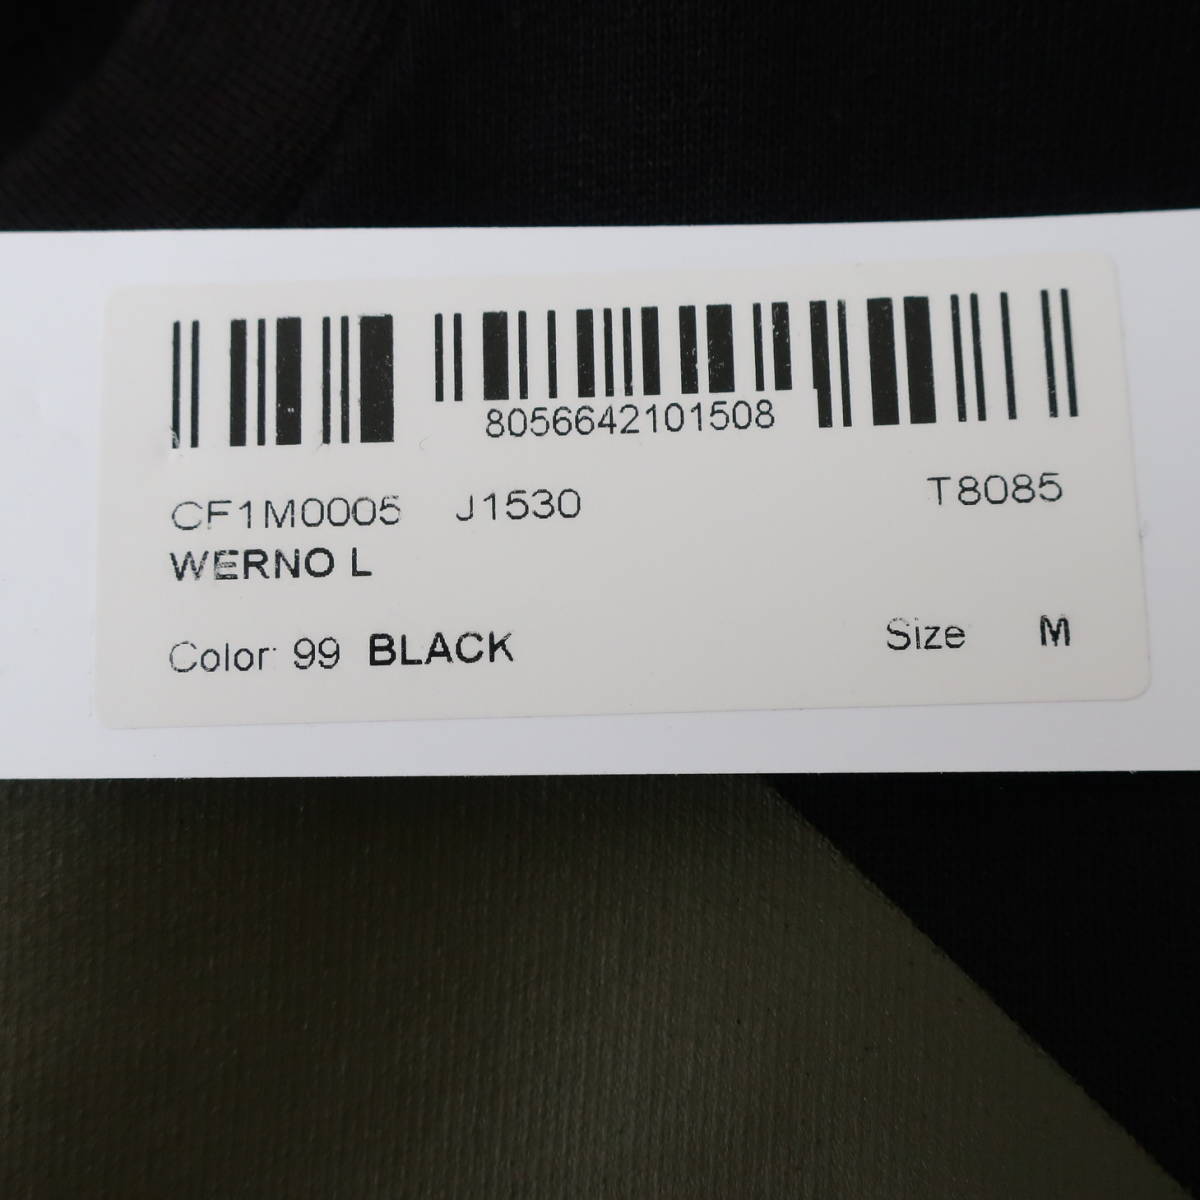 8056642101508
CF1M0005 J1530 T8085
WERNO L
Color: 99 BLACK Size M